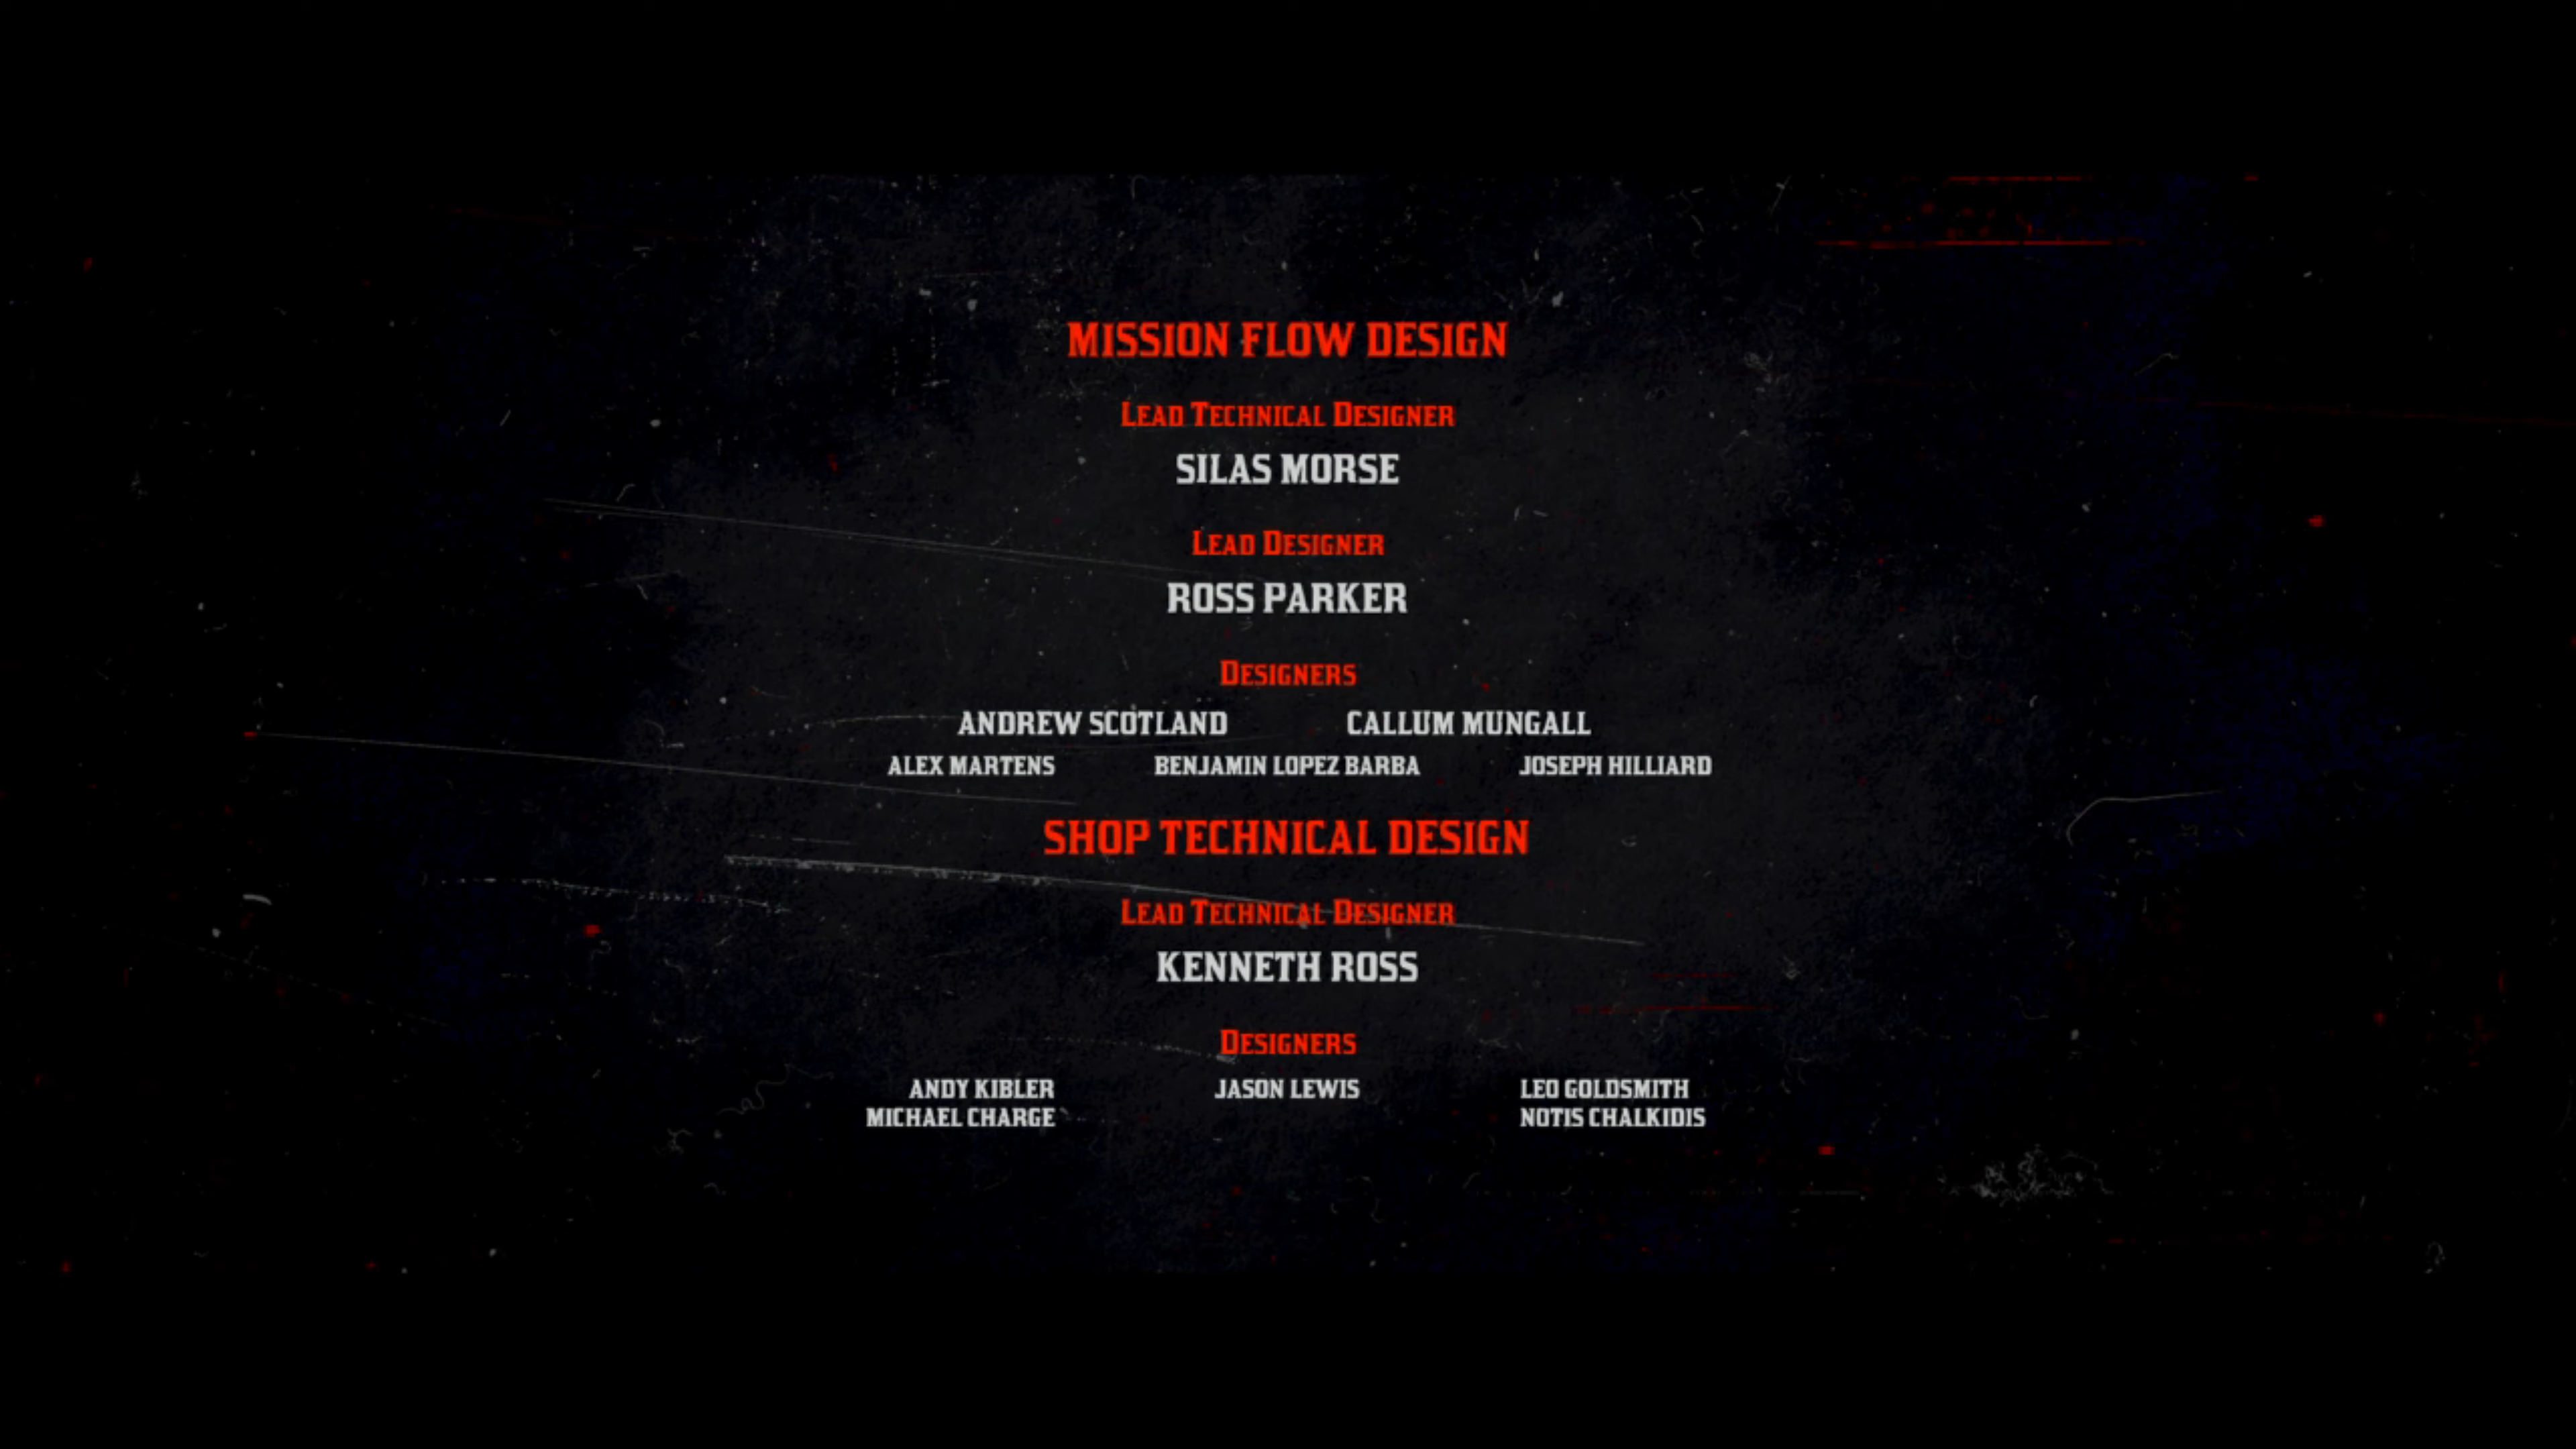 MISSION FLOW DESIGN
LEAD TECHNICAL DESIGNER
SILAS MORSE
LEAD DESIGNER
ROSS PARKER
DESIGNERS
ANDREW SCOTLAND CALLUM MUNGALL
ALEX MARTENS BENJAMIN LOPEZ BARBA JOSEPH HILLIARD
SHOP TECHNICAL DESIGN
LEAD TECHNICAL DESIGNER
KENNETH ROSS
DESIGNERS
ANDY KIBLER JASON LEWIS LEO GOLDSMITH
MICHAEL CHARGE NOTIS CHALKIDIS